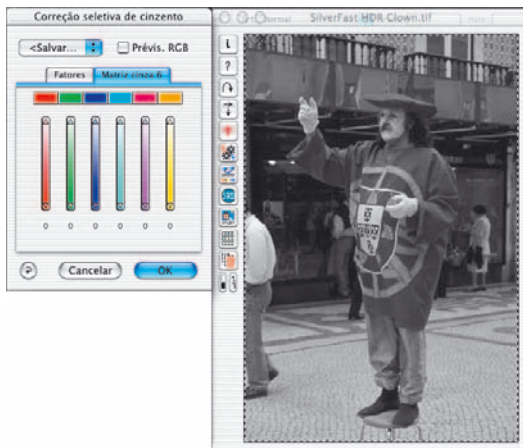 Correção seletiva de cinzento
<Salvar...
Prévis. RGB
Fatores
Matriz cinza 6
0 0 0 0 0 0
Cancelar
OK
SilverFast HDR Clown.tif
?